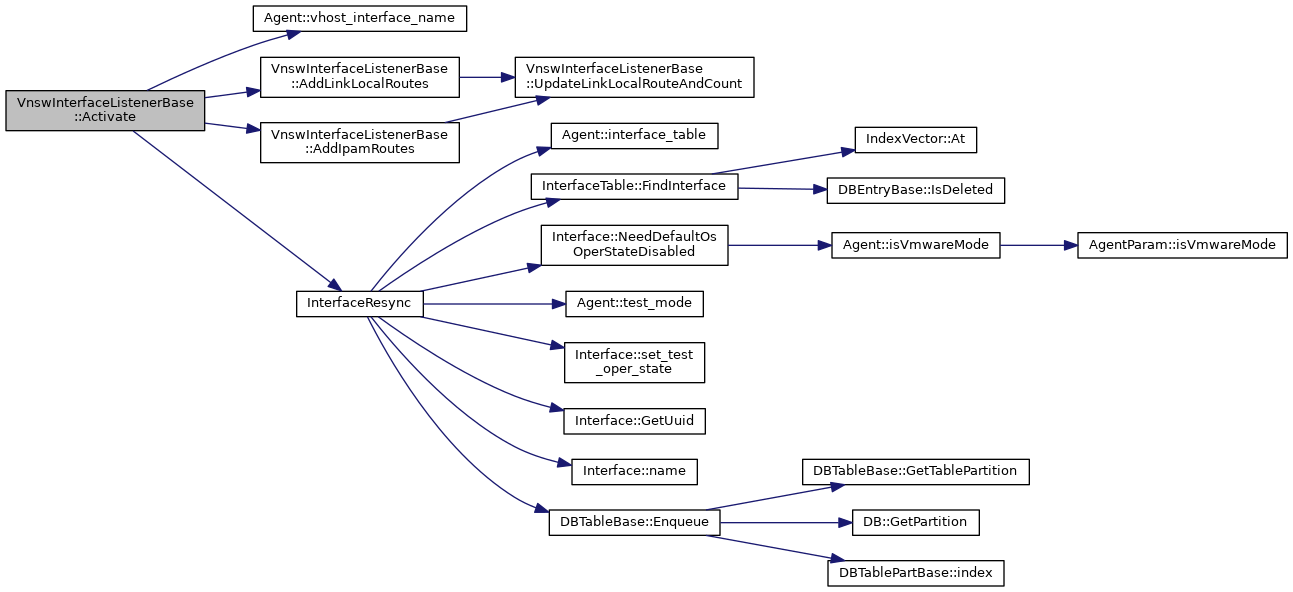 VnswInterfaceListenerBase
::Activate
Agent::vhost_interface_name
VnswInterfaceListenerBase
::AddLinkLocalRoutes
VnswInterfaceListenerBase
::UpdateLinkLocalRouteAndCount
VnswInterfaceListenerBase
::AddIpamRoutes
InterfaceResync
Agent::interface_table
InterfaceTable::FindInterface
IndexVector::At
DBEntryBase::IsDeleted
Interface::NeedDefaultOs
OperStateDisabled
Agent::isVmwareMode
AgentParam::isVmwareMode
Agent::test_mode
Interface::set_test
_oper_state
Interface::GetUuid
Interface::name
DBTableBase::Enqueue
DBTableBase::GetTablePartition
DB::GetPartition
DBTablePartBase::index